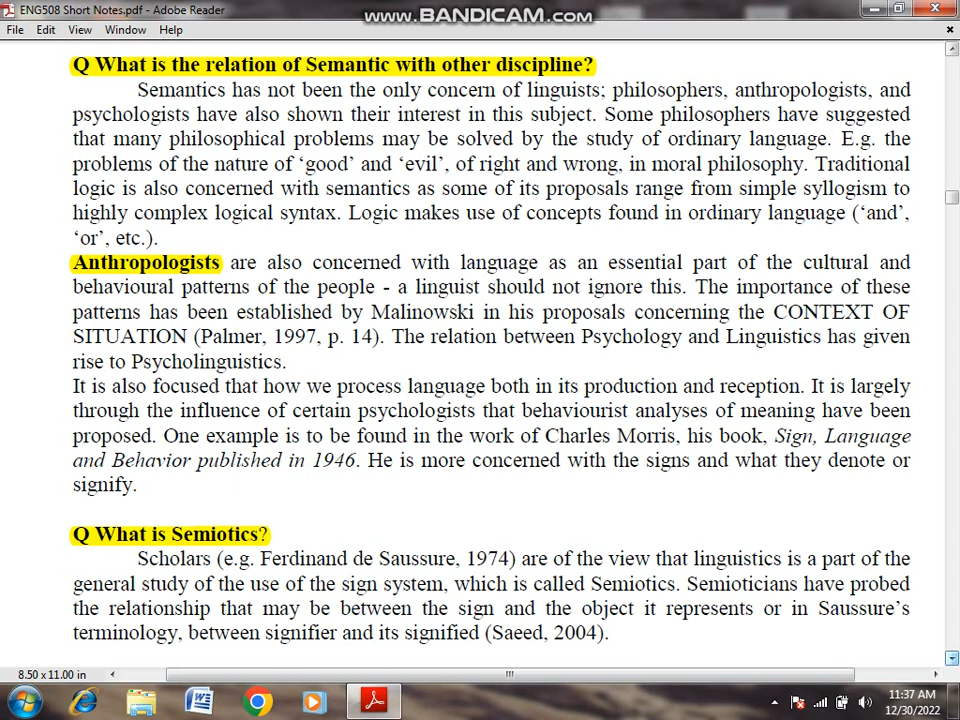 ENG508 Short Notes.pdf - Adobe Reader
www.BANDICAM.com
File Edit View Window Help
Q What is the relation of Semantic with other discipline?
Semantics has not been the only concern of linguists; philosophers, anthropologists, and
psychologists have also shown their interest in this subject. Some philosophers have suggested
that many philosophical problems may be solved by the study of ordinary language. E.g. the
problems of the nature of ‘good’ and ‘evil’, of right and wrong, in moral philosophy. Traditional
logic is also concerned with semantics as some of its proposals range from simple syllogism to
highly complex logical syntax. Logic makes use of concepts found in ordinary language (‘and’,
‘or’, etc.).
Anthropologists are also concerned with language as an essential part of the cultural and
behavioural patterns of the people - a linguist should not ignore this. The importance of these
patterns has been established by Malinowski in his proposals concerning the CONTEXT OF
SITUATION (Palmer, 1997, p. 14). The relation between Psychology and Linguistics has given
rise to Psycholinguistics.
It is also focused that how we process language both in its production and reception. It is largely
through the influence of certain psychologists that behaviourist analyses of meaning have been
proposed. One example is to be found in the work of Charles Morris, his book, Sign, Language
and Behavior published in 1946. He is more concerned with the signs and what they denote or
signify.
Q What is Semiotics?
Scholars (e.g. Ferdinand de Saussure, 1974) are of the view that linguistics is a part of the
general study of the use of the sign system, which is called Semiotics. Semioticians have probed
the relationship that may be between the sign and the object it represents or in Saussure’s
terminology, between signifier and its signified (Saeed, 2004).
8.50 x 11.00 in
11:37 AM
12/30/2022